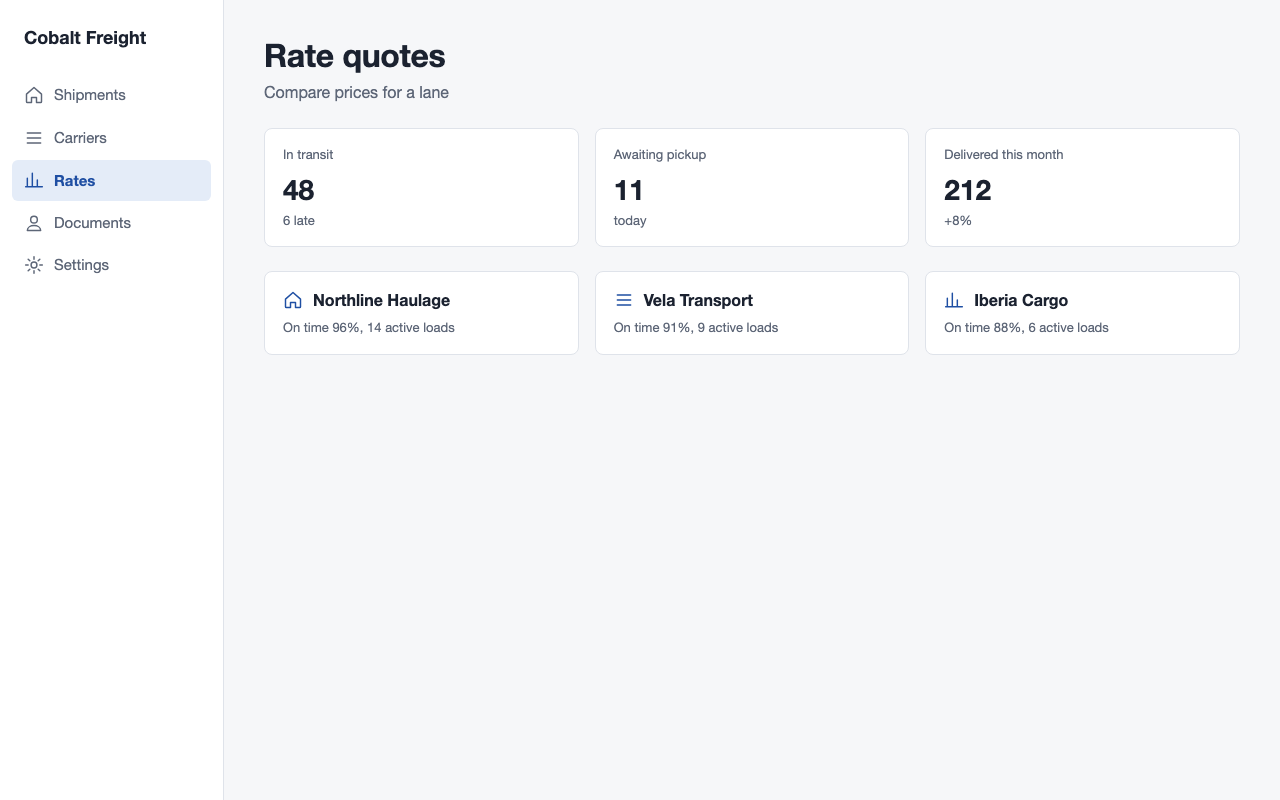 Cobalt Freight
Shipments
Carriers
Rates
Documents
Settings
Rate quotes
Compare prices for a lane
In transit
48
6 late
Awaiting pickup
11
today
Delivered this month
212
+8%
Northline Haulage
On time 96%, 14 active loads
Vela Transport
On time 91%, 9 active loads
Iberia Cargo
On time 88%, 6 active loads